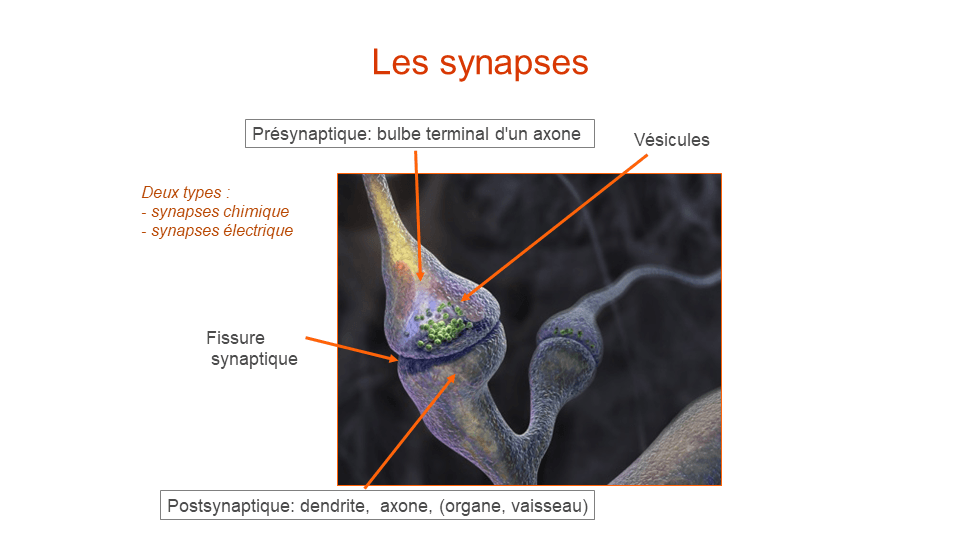 Les synapses
Présynaptique: bulbe terminal d'un axone
Vésicules
Deux types :
- synapses chimique
- synapses électrique
Fissure
synaptique
Postsynaptique: dendrite, axone, (organe, vaisseau)